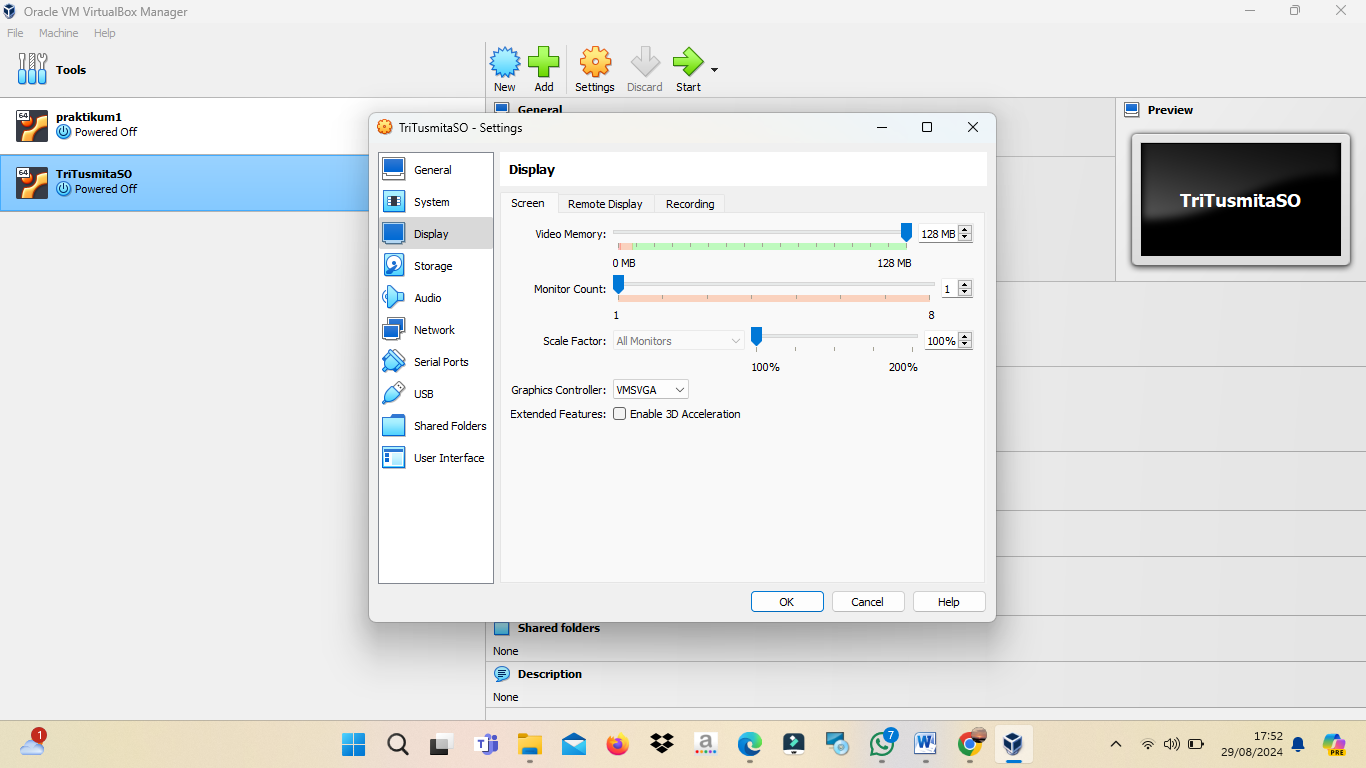 Oracle VM VirtualBox Manager
File Machine Help
Tools
New Add Settings Discard Start
64
praktikum1
Powered Off
64
TriTusmitaSO
Powered Off
General
Preview
TriTusmitaSO
TriTusmitaSO - Settings
General
System
Display
Storage
Audio
Network
Serial Ports
USB
Shared Folders
User Interface
Display
Screen Remote Display Recording
Video Memory: 128 MB
0 MB 128 MB
Monitor Count: 1
1 8
Scale Factor: All Monitors 100%
100% 200%
Graphics Controller: VMSVGA
Extended Features: Enable 3D Acceleration
OK Cancel Help
Shared folders
None
Description
None
1
7
17:52
29/08/2024
PRE